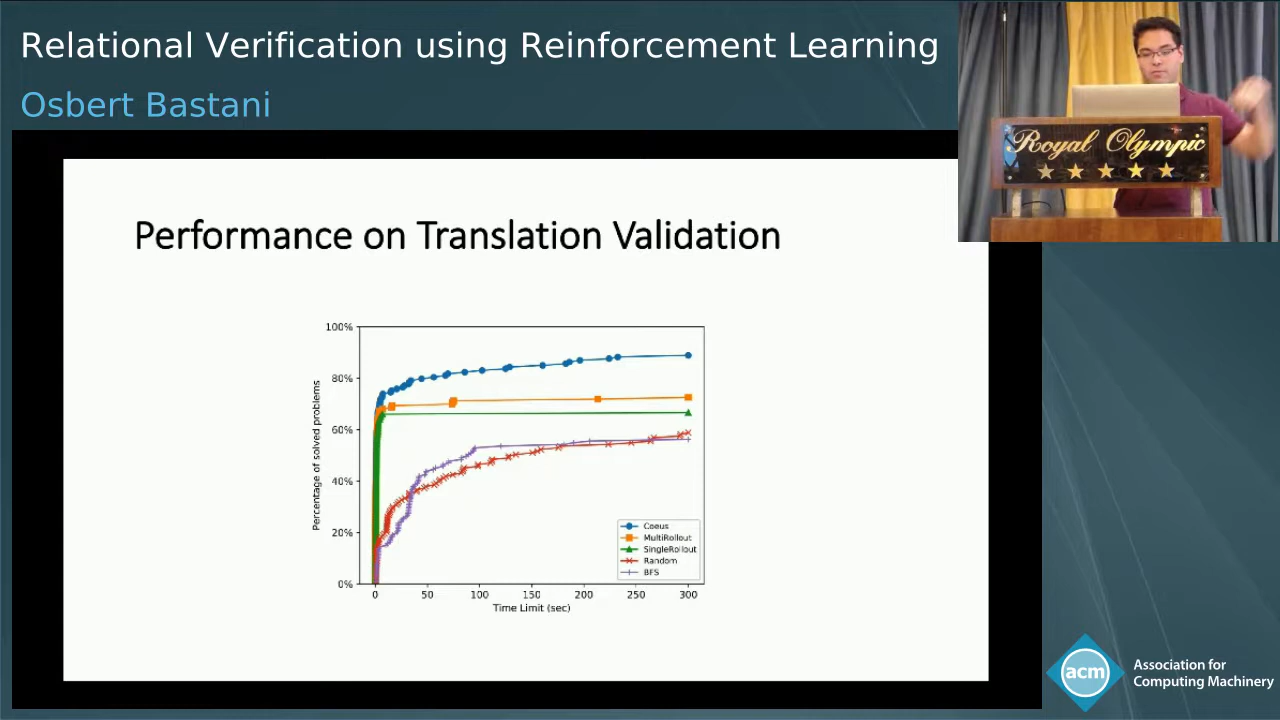 Relational Verification using Reinforcement Learning
Osbert Bastani
Royal Olympic
Performance on Translation Validation
100%
80%
60%
40%
20%
0%
Percentage of solved problems
0 50 100 150 200 250 300
Time Limit (sec)
Coeus
MultiRollout
SingleRollout
Random
BFS
acm
Association for
Computing Machinery